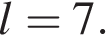 l = 7.